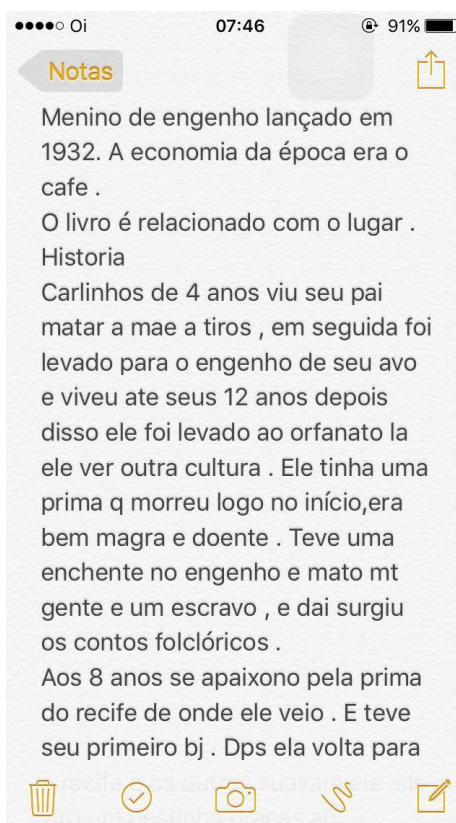 Oi 07:46 91%
Notas
Menino de engenho lançado em
1932. A economia da época era o
cafe .
O livro é relacionado com o lugar .
Historia
Carlinhos de 4 anos viu seu pai
matar a mae a tiros , em seguida foi
levado para o engenho de seu avo
e viveu ate seus 12 anos depois
disso ele foi levado ao orfanato la
ele ver outra cultura . Ele tinha uma
prima q morreu logo no início,era
bem magra e doente . Teve uma
enchente no engenho e mato mt
gente e um escravo , e dai surgiu
os contos folclóricos .
Aos 8 anos se apaixono pela prima
do recife de onde ele veio . E teve
seu primeiro bj . Dps ela volta para